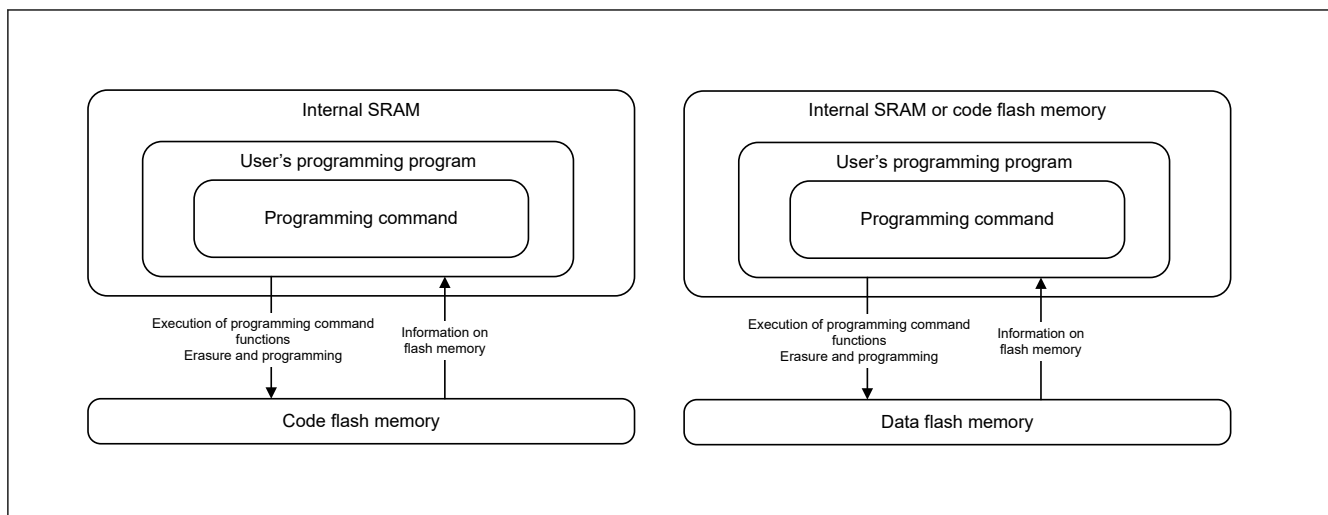 Internal SRAM
User’s programming program
Programming command
Execution of programming command
functions
Erasure and programming
Information on
flash memory
Code flash memory
Internal SRAM or code flash memory
User’s programming program
Programming command
Execution of programming command
functions
Erasure and programming
Information on
flash memory
Data flash memory